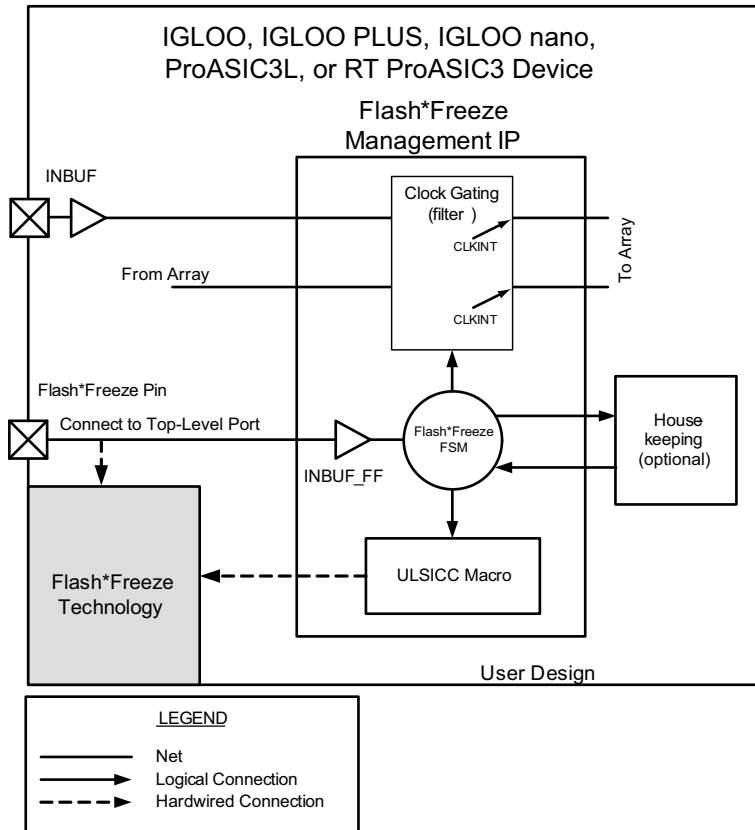 IGLOO, IGLOO PLUS, IGLOO nano,
ProASIC3L, or RT ProASIC3 Device
Flash*Freeze
Management IP
INBUF
Clock Gating
(filter )
CLKINT
To Array
From Array
CLKINT
Flash*Freeze Pin
Connect to Top-Level Port
INBUF_FF
Flash*Freeze
FSM
House
keeping
(optional)
Flash*Freeze
Technology
ULSICC Macro
User Design
LEGEND
Net
Logical Connection
Hardwired Connection